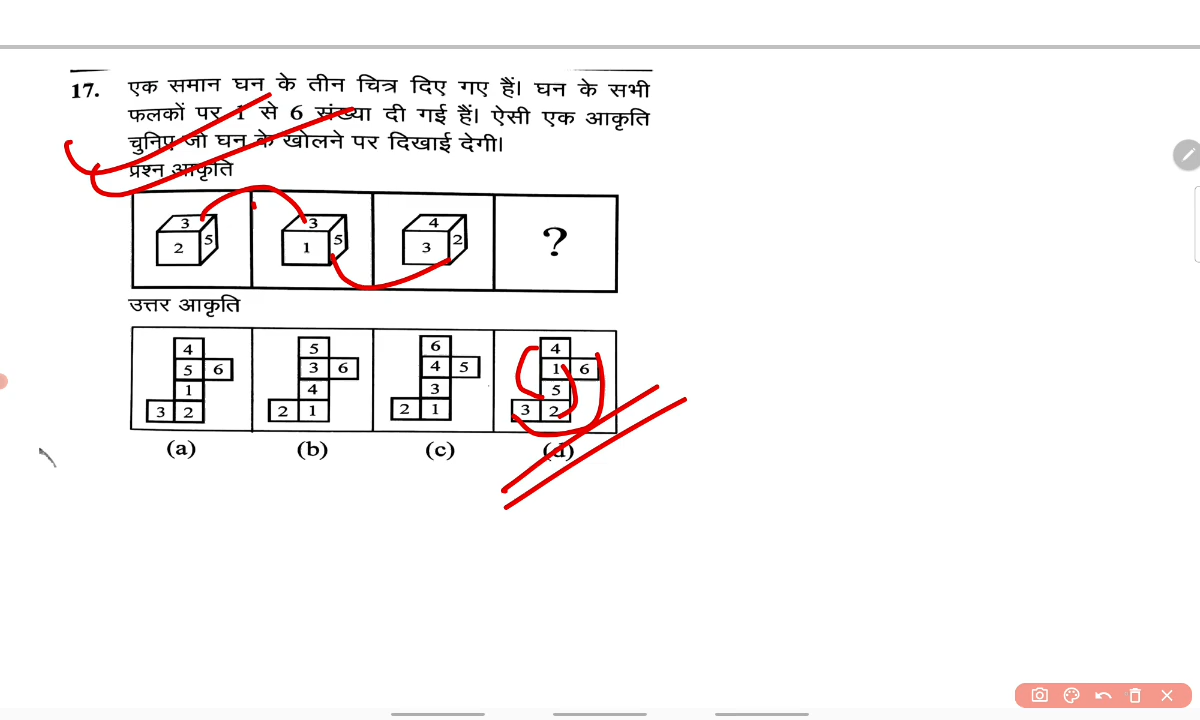 17. एक समान घन के तीन चित्र दिए गए हैं। घन के सभी
फलकों पर 1 से 6 संख्या दी गई हैं। ऐसी एक आकृति
चुनिए जो घन के खोलने पर दिखाई देगी।
प्रश्न आकृति
3 3 4
2 5 1 5 3 2 ?
उत्तर आकृति
4 5 6 4
5 6 3 6 4 5 1 6
1 4 3 5
3 2 2 1 2 1 3 2
(a) (b) (c) (d)